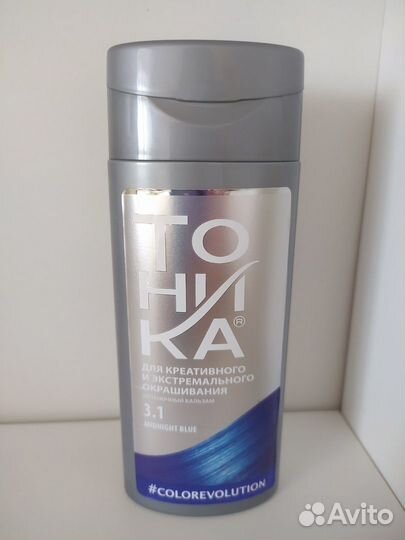 ТО
НИ
КА®
ДЛЯ КРЕАТИВНОГО
И ЭКСТРЕМАЛЬНОГО
ОКРАШИВАНИЯ
ОТТЕНОЧНЫЙ БАЛЬЗАМ
3.1
MIDNIGHT BLUE
#COLOREVOLUTION
Avito